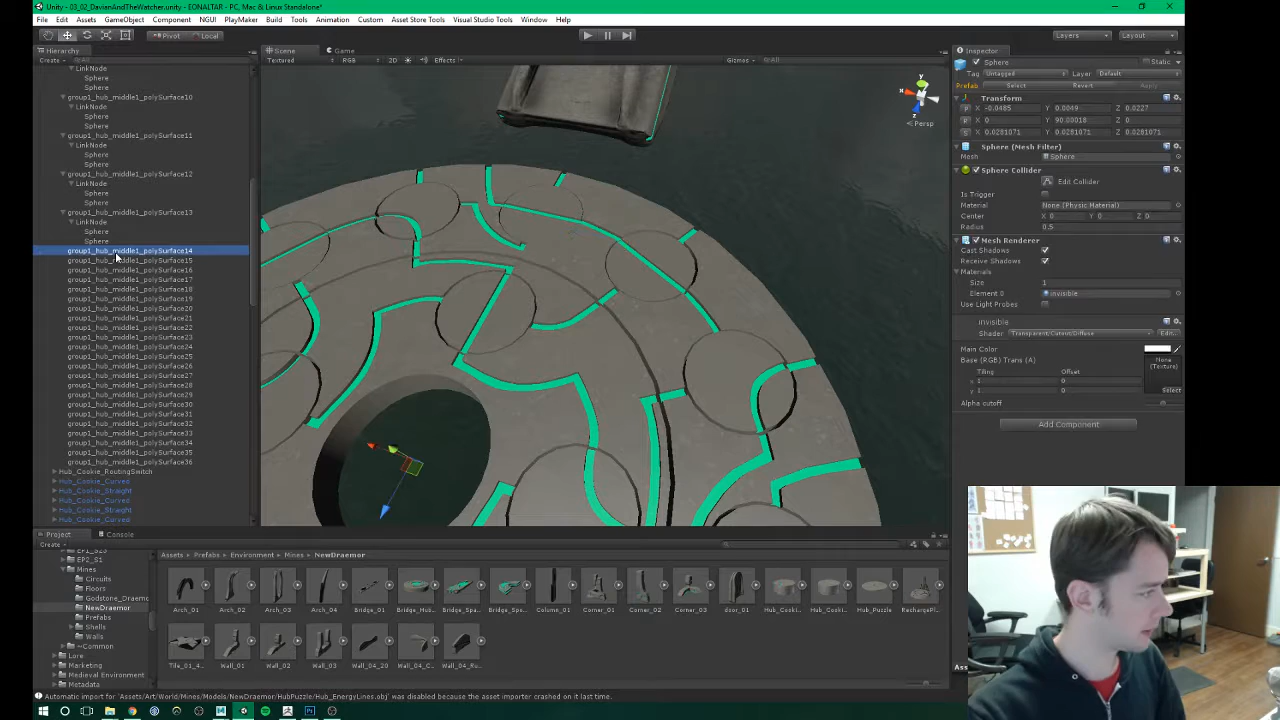 Unity - 03_02_DavianAndTheWatcher.unity - EONALTAR - PC, Mac & Linux Standalone*
File Edit Assets GameObject Component NGUI PlayMaker Build Tools Animation Custom Asset Store Tools Visual Studio Tools Window Help
Pivot Local Layers Layout
Hierarchy
Create
LinkNode
Sphere
Sphere
group1_hub_middle1_polySurface10
LinkNode
Sphere
Sphere
group1_hub_middle1_polySurface11
LinkNode
Sphere
Sphere
group1_hub_middle1_polySurface12
LinkNode
Sphere
Sphere
group1_hub_middle1_polySurface13
LinkNode
Sphere
Sphere
group1_hub_middle1_polySurface14
group1_hub_middle1_polySurface15
group1_hub_middle1_polySurface16
group1_hub_middle1_polySurface17
group1_hub_middle1_polySurface18
group1_hub_middle1_polySurface19
group1_hub_middle1_polySurface20
group1_hub_middle1_polySurface21
group1_hub_middle1_polySurface22
group1_hub_middle1_polySurface23
group1_hub_middle1_polySurface24
group1_hub_middle1_polySurface25
group1_hub_middle1_polySurface26
group1_hub_middle1_polySurface27
group1_hub_middle1_polySurface28
group1_hub_middle1_polySurface29
group1_hub_middle1_polySurface30
group1_hub_middle1_polySurface31
group1_hub_middle1_polySurface32
group1_hub_middle1_polySurface33
group1_hub_middle1_polySurface34
group1_hub_middle1_polySurface35
group1_hub_middle1_polySurface36
Hub_Cookie_RoutingSwitch
Hub_Cookie_Curved
Hub_Cookie_Straight
Hub_Cookie_Curved
Hub_Cookie_Straight
Hub_Cookie_Curved
Scene Game
Textured RGB 2D Effects Gizmos All
y
x
z
Persp
Inspector
Sphere Static
Tag Untagged Layer Default
Prefab Select Revert Apply
Transform
P X -0.0485 Y 0.0049 Z 0.0227
R X 0 Y 90.00018 Z 0
S X 0.0281071 Y 0.0281071 Z 0.0281071
Sphere (Mesh Filter)
Mesh Sphere
Sphere Collider
Edit Collider
Is Trigger
Material None (Physic Material)
Center X 0 Y 0 Z 0
Radius 0.5
Mesh Renderer
Cast Shadows
Receive Shadows
Materials
Size 1
Element 0 invisible
Use Light Probes
invisible
Shader Transparent/Cutout/Diffuse Edit...
Main Color
Base (RGB) Trans (A)
None (Texture)
Tiling Offset
x 1 0
y 1 0
Select
Alpha cutoff
Add Component
Project Console
Create
EP1_S23
EP2_S1
Mines
Circuits
Floors
Godstone_Draemo
NewDraemor
Prefabs
Shells
Walls
~Common
Lore
Marketing
Medieval Environment
Metadata
Assets Prefabs Environment Mines NewDraemor
Arch_01 Arch_02 Arch_03 Arch_04 Bridge_01 Bridge_Hub... Bridge_Spa... Bridge_Spa... Column_01 Corner_01 Corner_02 Corner_03 door_01 Hub_Cooki... Hub_Cooki... Hub_Puzzle RechargePl...
Tile_01_4... Wall_01 Wall_02 Wall_03 Wall_04_20 Wall_04_C... Wall_04_Ru...
Automatic import for 'Assets/Art/World/Mines/Models/NewDraemor/HubPuzzle/Hub_EnergyLines.obj' was disabled because the asset importer crashed on it last time.